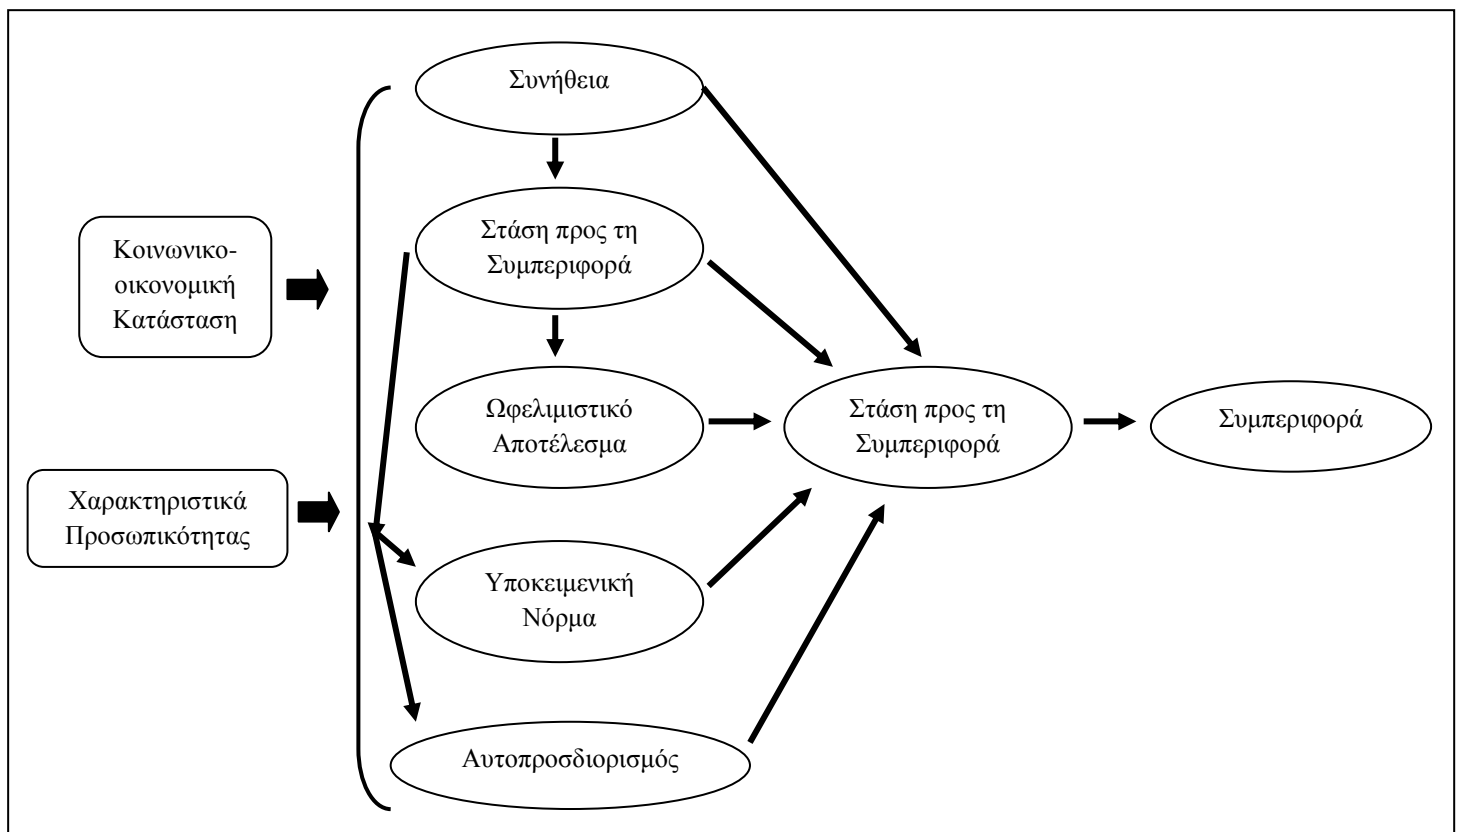 Συνήθεια
Στάση προς τη
Συμπεριφορά
Κοινωνικο-
οικονομική
Κατάσταση
Ωφελιμιστικό
Αποτέλεσμα
Στάση προς τη
Συμπεριφορά
Συμπεριφορά
Χαρακτηριστικά
Προσωπικότητας
Υποκειμενική
Νόρμα
Αυτοπροσδιορισμός